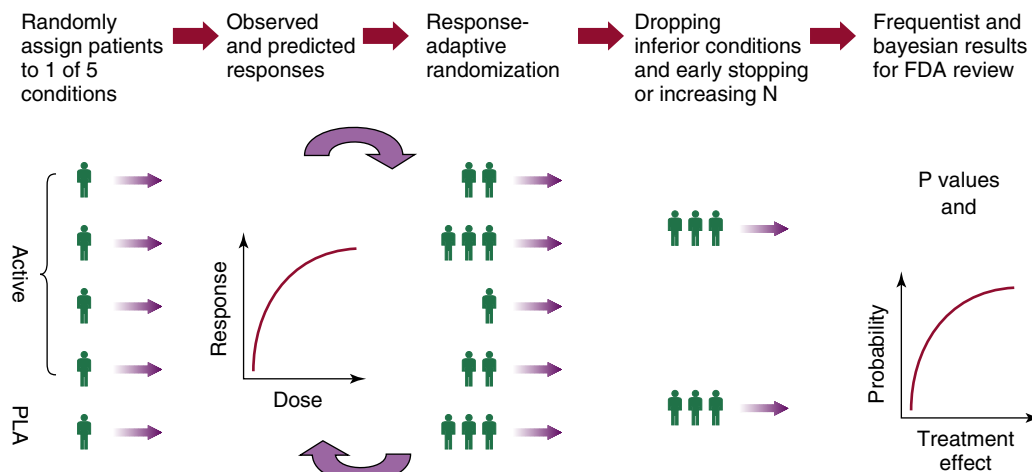 Randomly
assign patients
to 1 of 5
conditions
Observed
and predicted
responses
Response-
adaptive
randomization
Dropping
inferior conditions
and early stopping
or increasing N
Frequentist and
bayesian results
for FDA review
Active
PLA
Response
Dose
P values
and
Probability
Treatment
effect